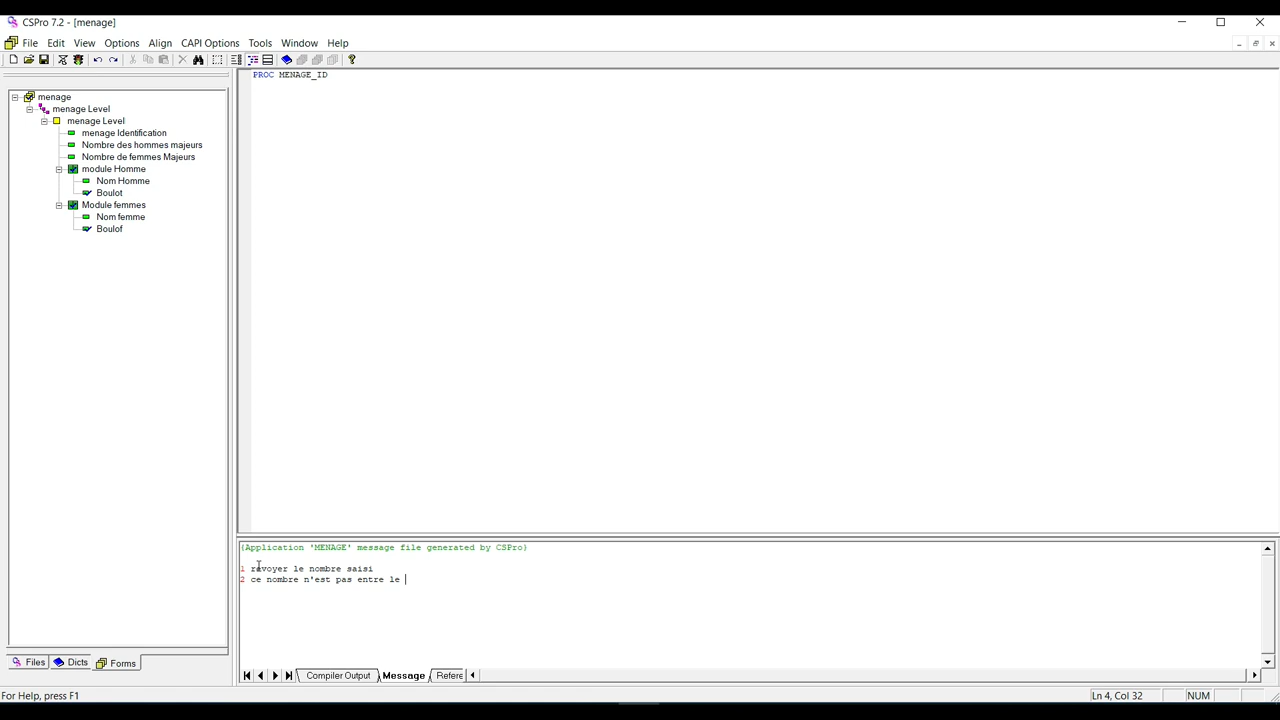 CSPro 7.2 - [menage]
File Edit View Options Align CAPI Options Tools Window Help
PROC MENAGE_ID
menage
menage Level
menage Level
menage Identification
Nombre des hommes majeurs
Nombre de femmes Majeurs
module Homme
Nom Homme
Boulot
Module femmes
Nom femme
Boulof
{Application 'MENAGE' message file generated by CSPro}
1 revoyer le nombre saisi
2 ce nombre n'est pas entre le
Files Dicts Forms
Compiler Output Message Refere
For Help, press F1
Ln 4, Col 32 NUM